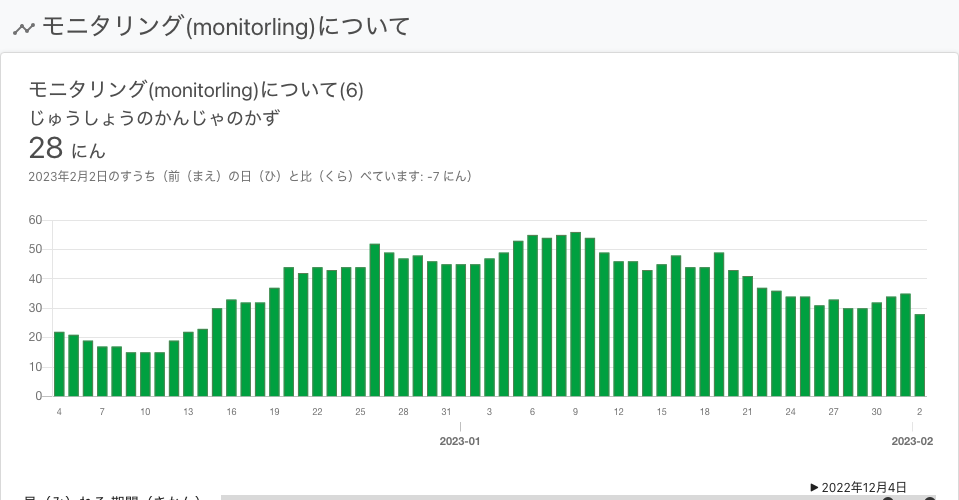 モニタリング(monitorling)について
モニタリング(monitorling)について(6)
じゅうしょうのかんじゃのかず
28 にん
2023年2月2日のすうち（前（まえ）の日（ひ）と比（くら）べています: -7 にん）
60
50
40
30
20
10
0
4 7 10 13 16 19 22 25 28 31 3 6 9 12 15 18 21 24 27 30 2
2023-01 2023-02
▶ 2022年12月4日